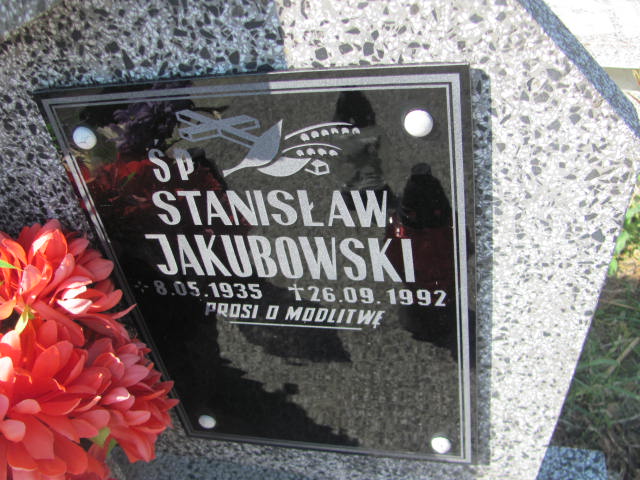 ŚP
STANISŁAW
JAKUBOWSKI
* 8.05.1935 †26.09.1992
PROSI O MODLITWĘ